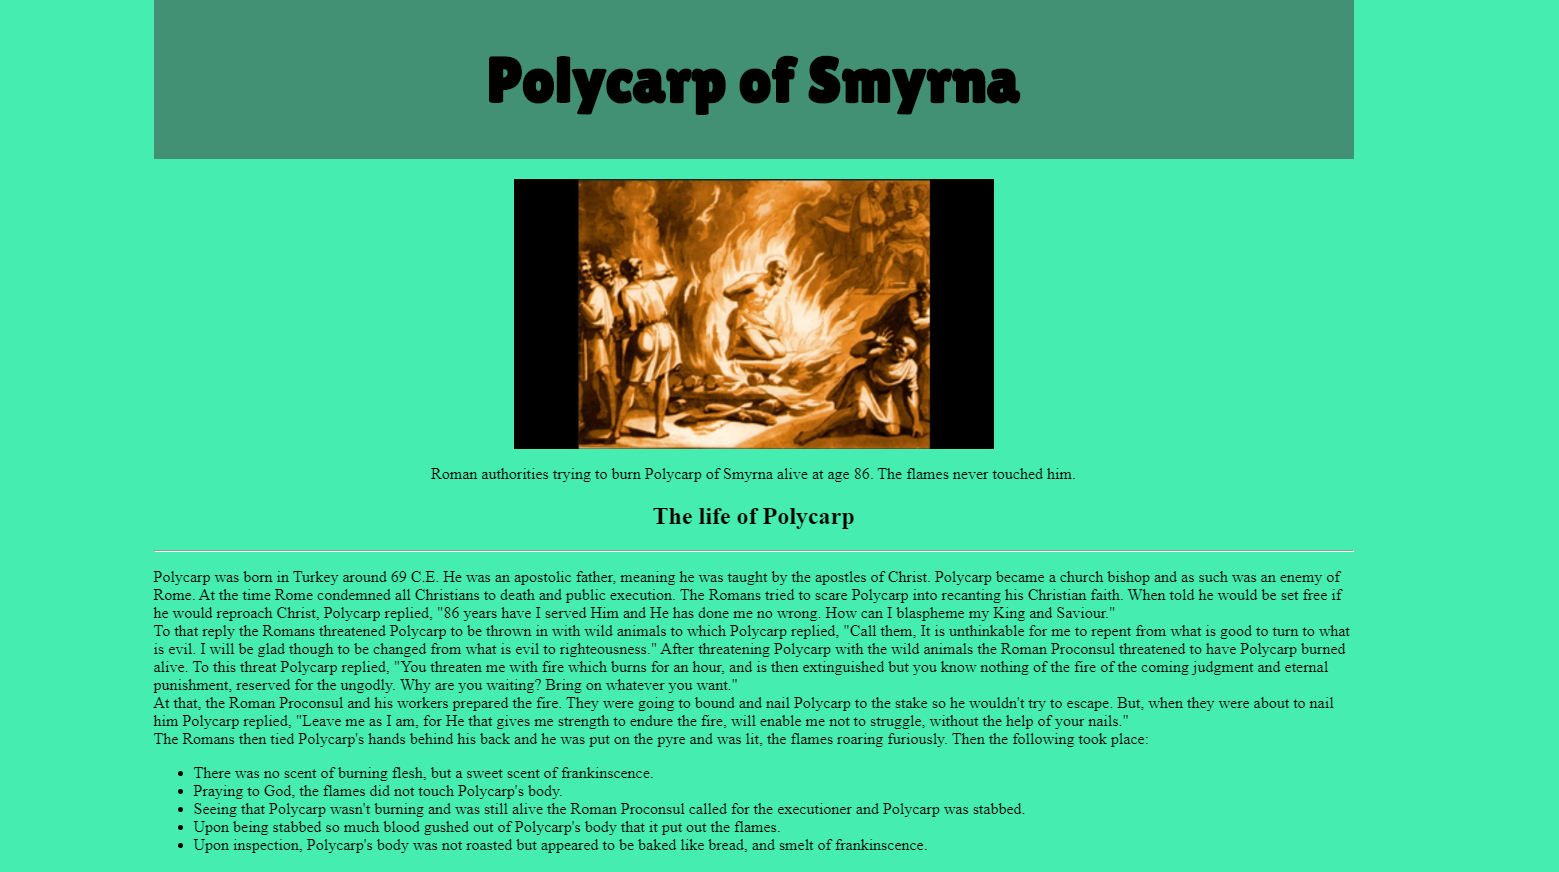 Polycarp of Smyrna
Roman authorities trying to burn Polycarp of Smyrna alive at age 86. The flames never touched him.
The life of Polycarp
Polycarp was born in Turkey around 69 C.E. He was an apostolic father, meaning he was taught by the apostles of Christ. Polycarp became a church bishop and as such was an enemy of
Rome. At the time Rome condemned all Christians to death and public execution. The Romans tried to scare Polycarp into recanting his Christian faith. When told he would be set free if
he would reproach Christ, Polycarp replied, "86 years have I served Him and He has done me no wrong. How can I blaspheme my King and Saviour."
To that reply the Romans threatened Polycarp to be thrown in with wild animals to which Polycarp replied, "Call them, It is unthinkable for me to repent from what is good to turn to what
is evil. I will be glad though to be changed from what is evil to righteousness." After threatening Polycarp with the wild animals the Roman Proconsul threatened to have Polycarp burned
alive. To this threat Polycarp replied, "You threaten me with fire which burns for an hour, and is then extinguished but you know nothing of the fire of the coming judgment and eternal
punishment, reserved for the ungodly. Why are you waiting? Bring on whatever you want."
At that, the Roman Proconsul and his workers prepared the fire. They were going to bound and nail Polycarp to the stake so he wouldn't try to escape. But, when they were about to nail
him Polycarp replied, "Leave me as I am, for He that gives me strength to endure the fire, will enable me not to struggle, without the help of your nails."
The Romans then tied Polycarp's hands behind his back and he was put on the pyre and was lit, the flames roaring furiously. Then the following took place:
• There was no scent of burning flesh, but a sweet scent of frankinscence.
• Praying to God, the flames did not touch Polycarp's body.
• Seeing that Polycarp wasn't burning and was still alive the Roman Proconsul called for the executioner and Polycarp was stabbed.
• Upon being stabbed so much blood gushed out of Polycarp's body that it put out the flames.
• Upon inspection, Polycarp's body was not roasted but appeared to be baked like bread, and smelt of frankinscence.